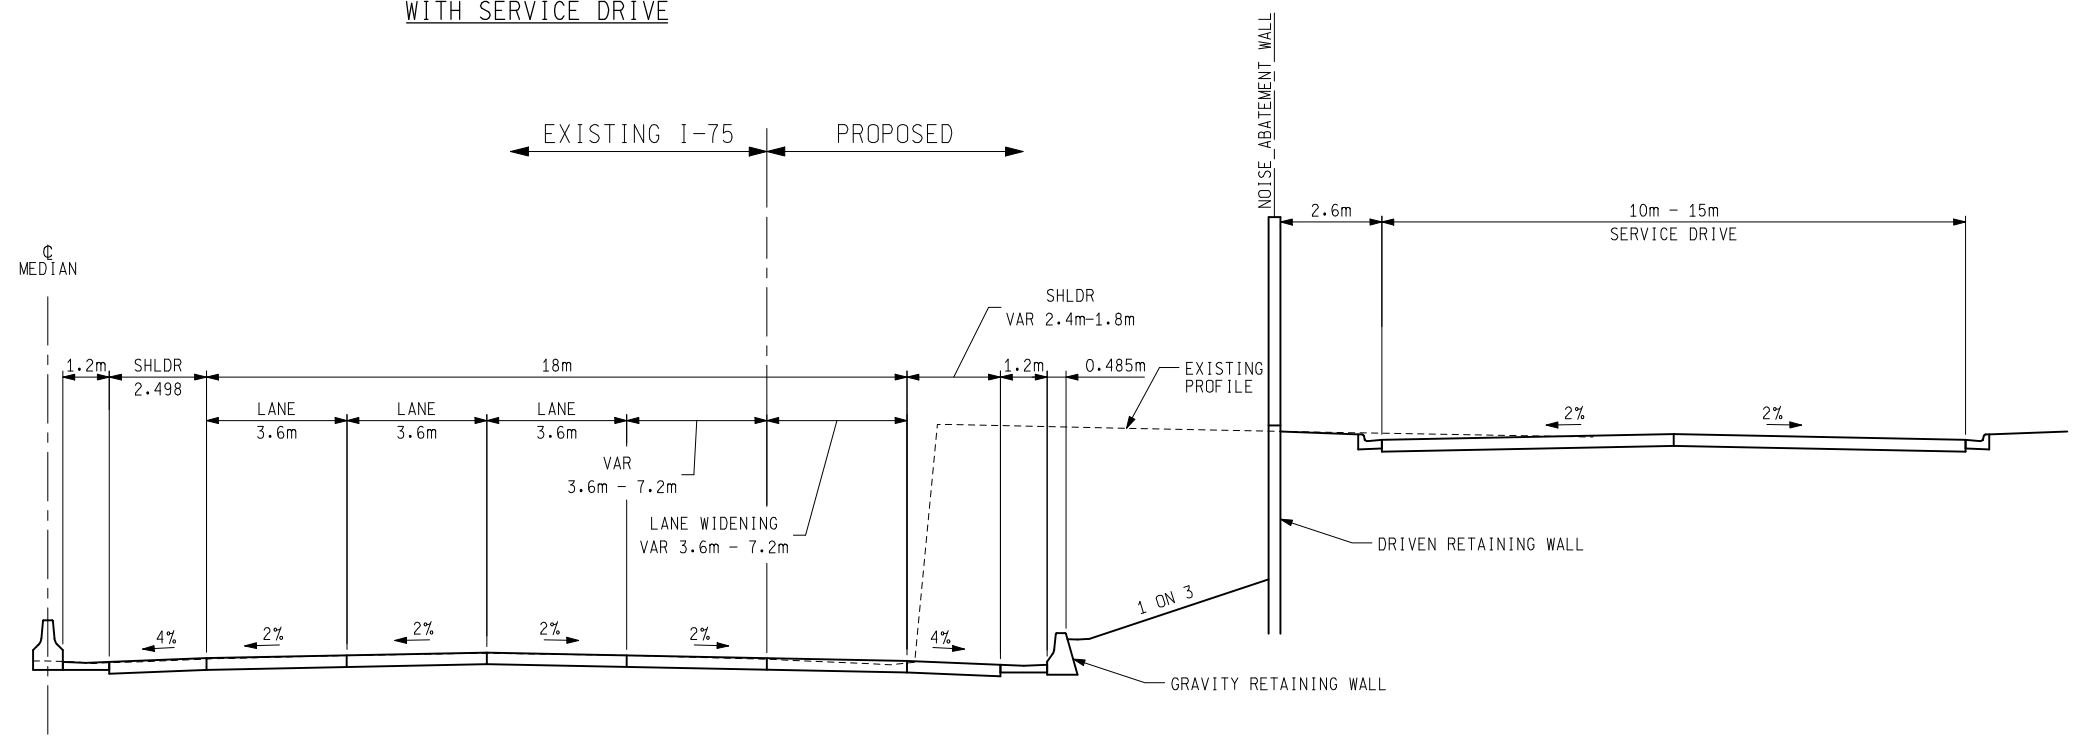 WITH SERVICE DRIVE
NOISE ABATEMENT WALL
EXISTING I-75
PROPOSED
2.6m
10m - 15m
SERVICE DRIVE
℄
MEDIAN
SHLDR
VAR 2.4m-1.8m
1.2m
SHLDR
2.498
18m
1.2m
0.485m
EXISTING
PROFILE
LANE
3.6m
LANE
3.6m
LANE
3.6m
2%
2%
VAR
3.6m - 7.2m
LANE WIDENING
VAR 3.6m - 7.2m
DRIVEN RETAINING WALL
1 ON 3
4%
2%
2%
2%
2%
4%
GRAVITY RETAINING WALL